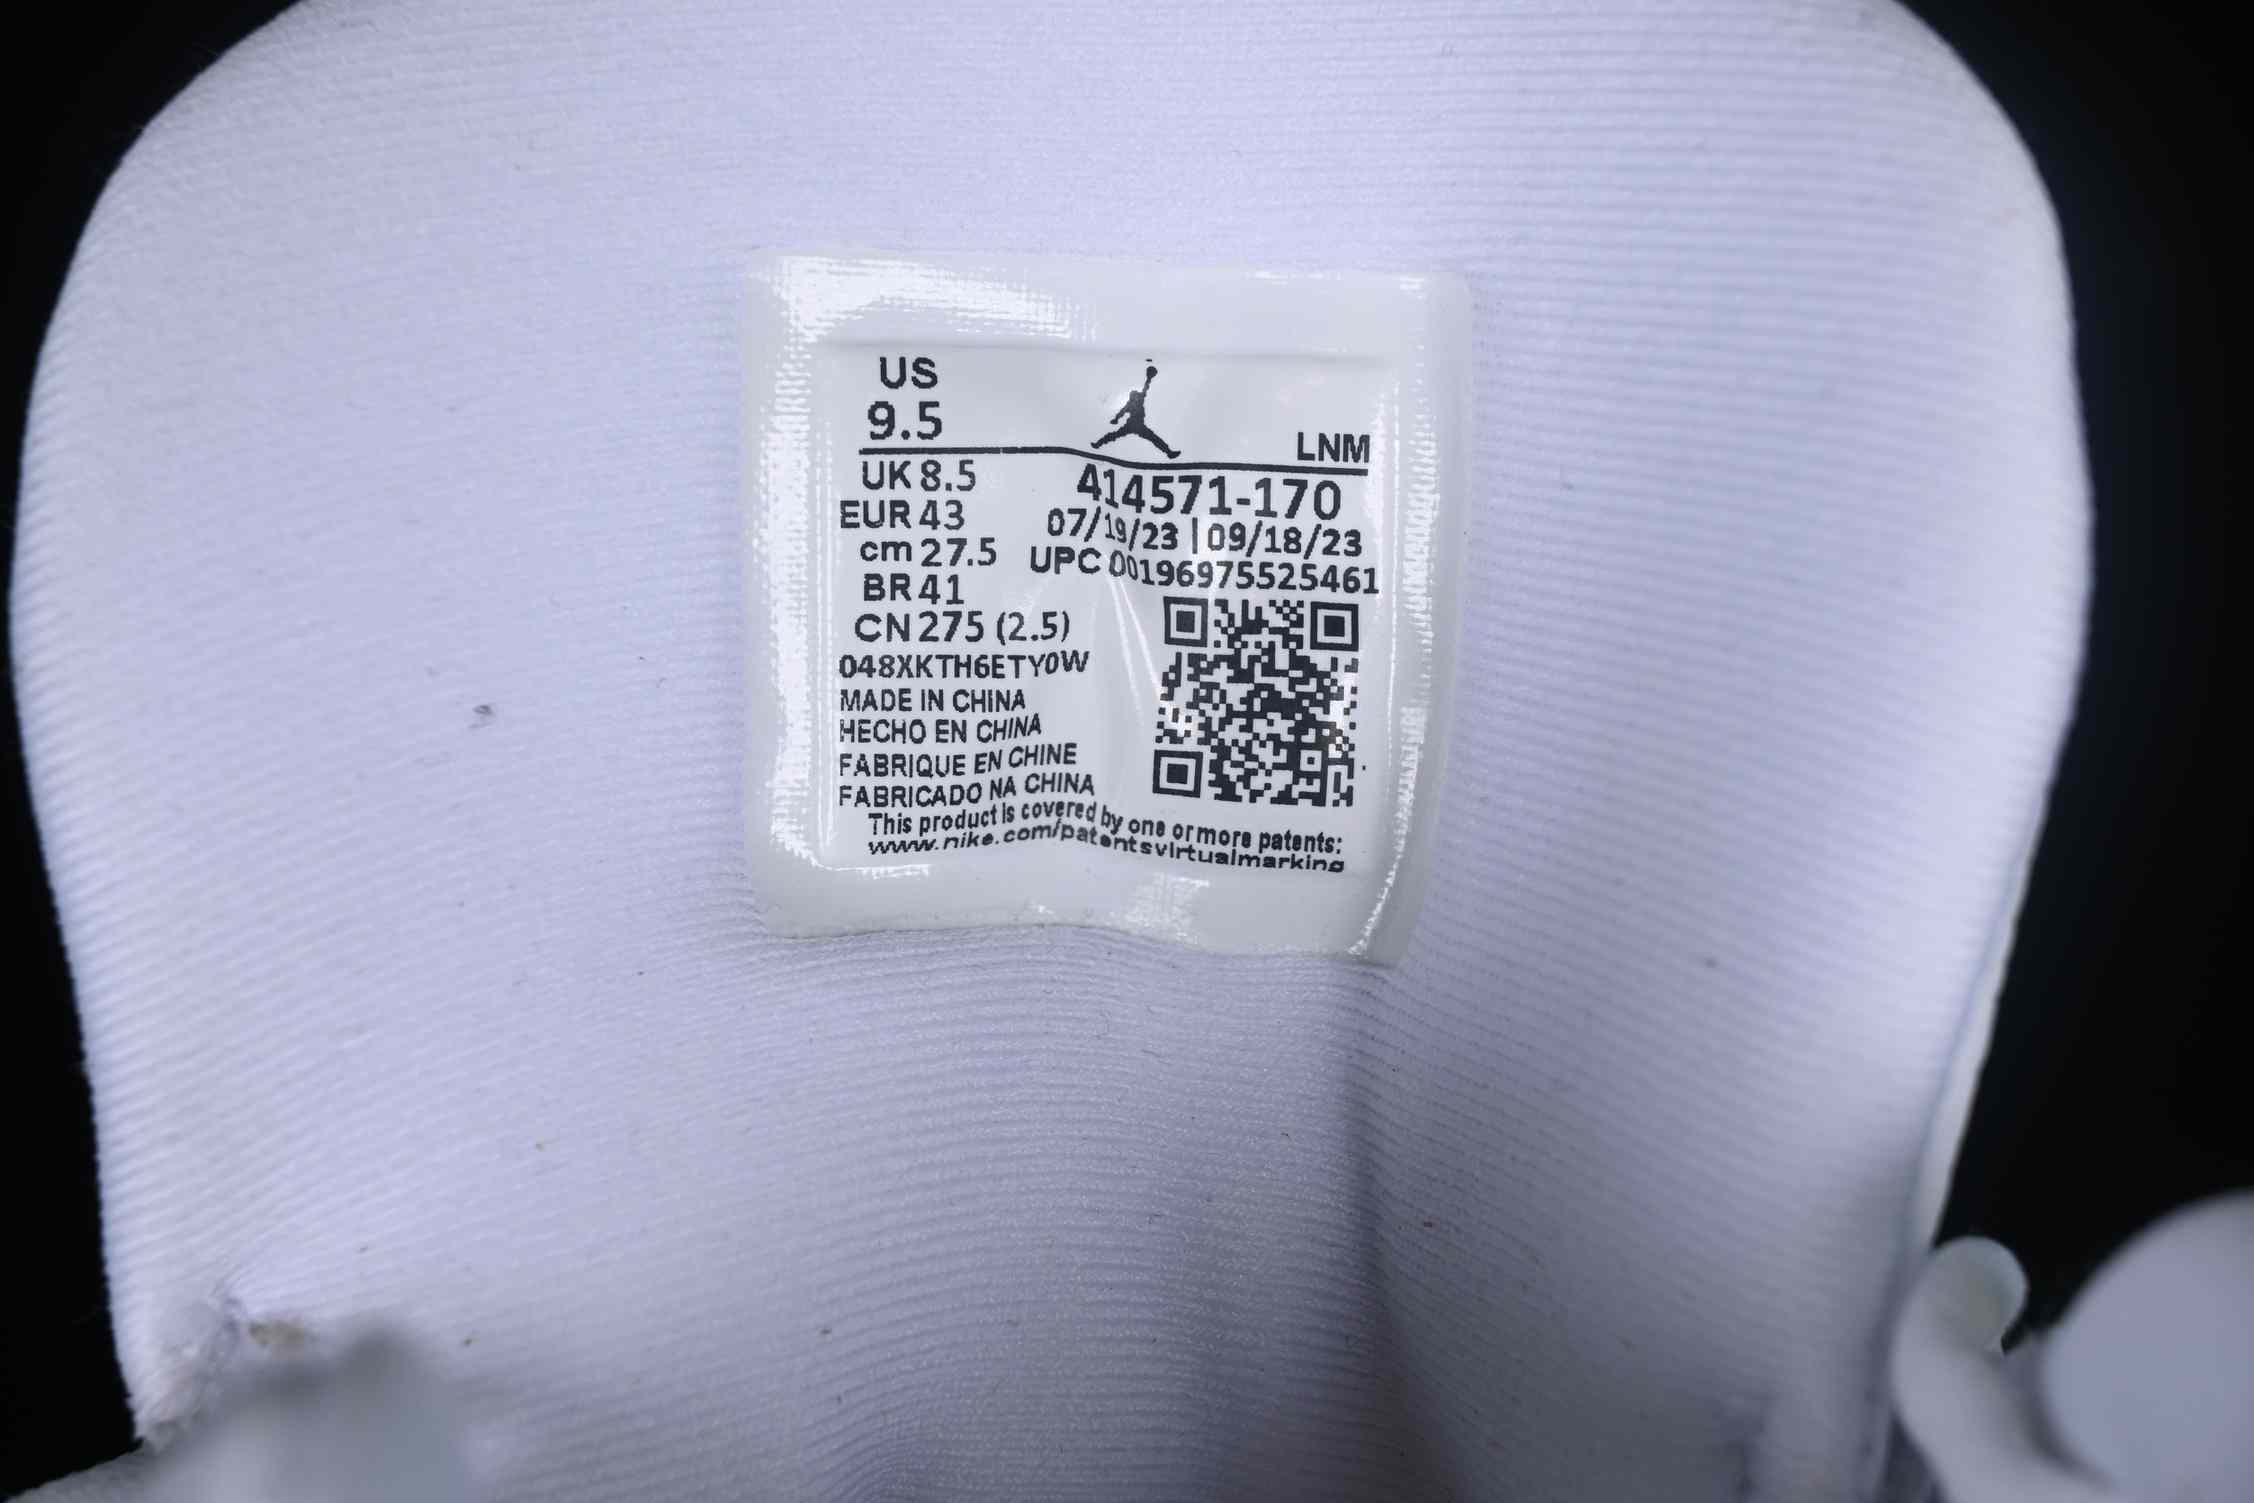 US
9.5
LNM
UK 8.5
EUR 43
cm 27.5
BR 41
CN 275 (2.5)
414571-170
07/19/23 | 09/18/23
UPC 00196975525461
048XKTH6ETY0W
MADE IN CHINA
HECHO EN CHINA
FABRIQUE EN CHINE
FABRICADO NA CHINA
This product is covered by one or more patents:
www.nike.com/patentsvirtualmarking